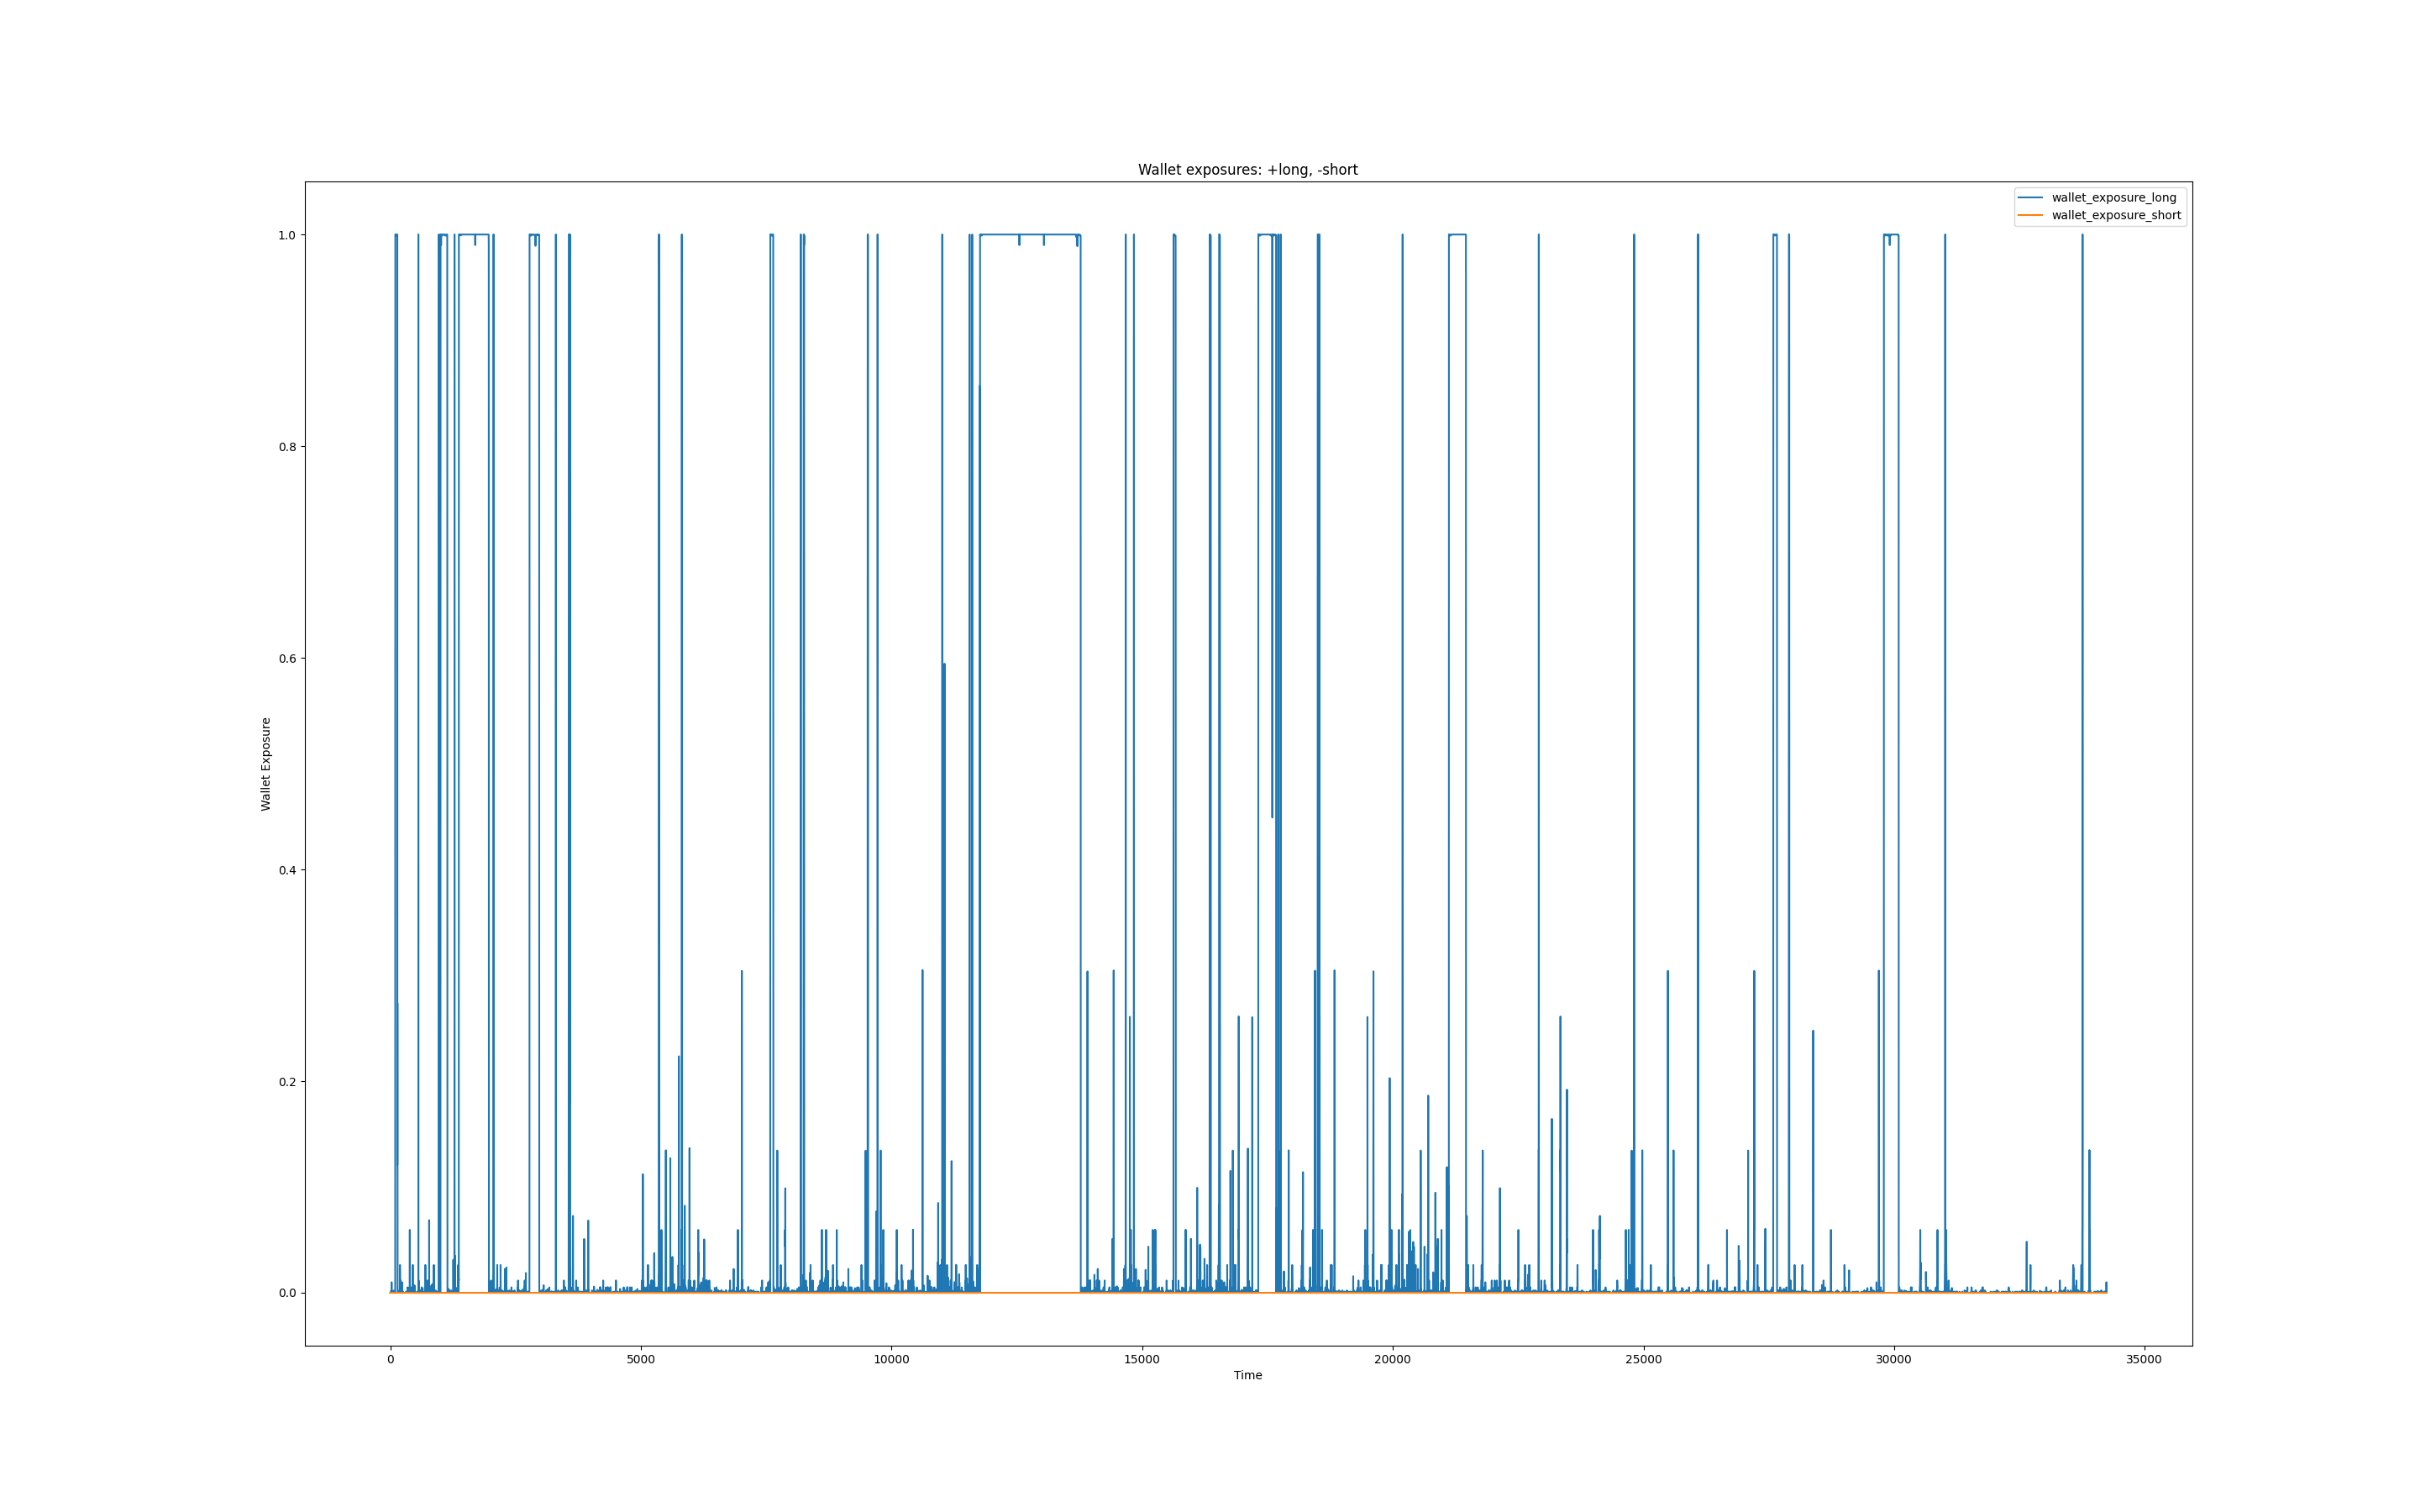 Wallet exposures: +long, -short
wallet_exposure_long
wallet_exposure_short
1.0
0.8
0.6
0.4
0.2
0.0
Wallet Exposure
0 5000 10000 15000 20000 25000 30000 35000
Time